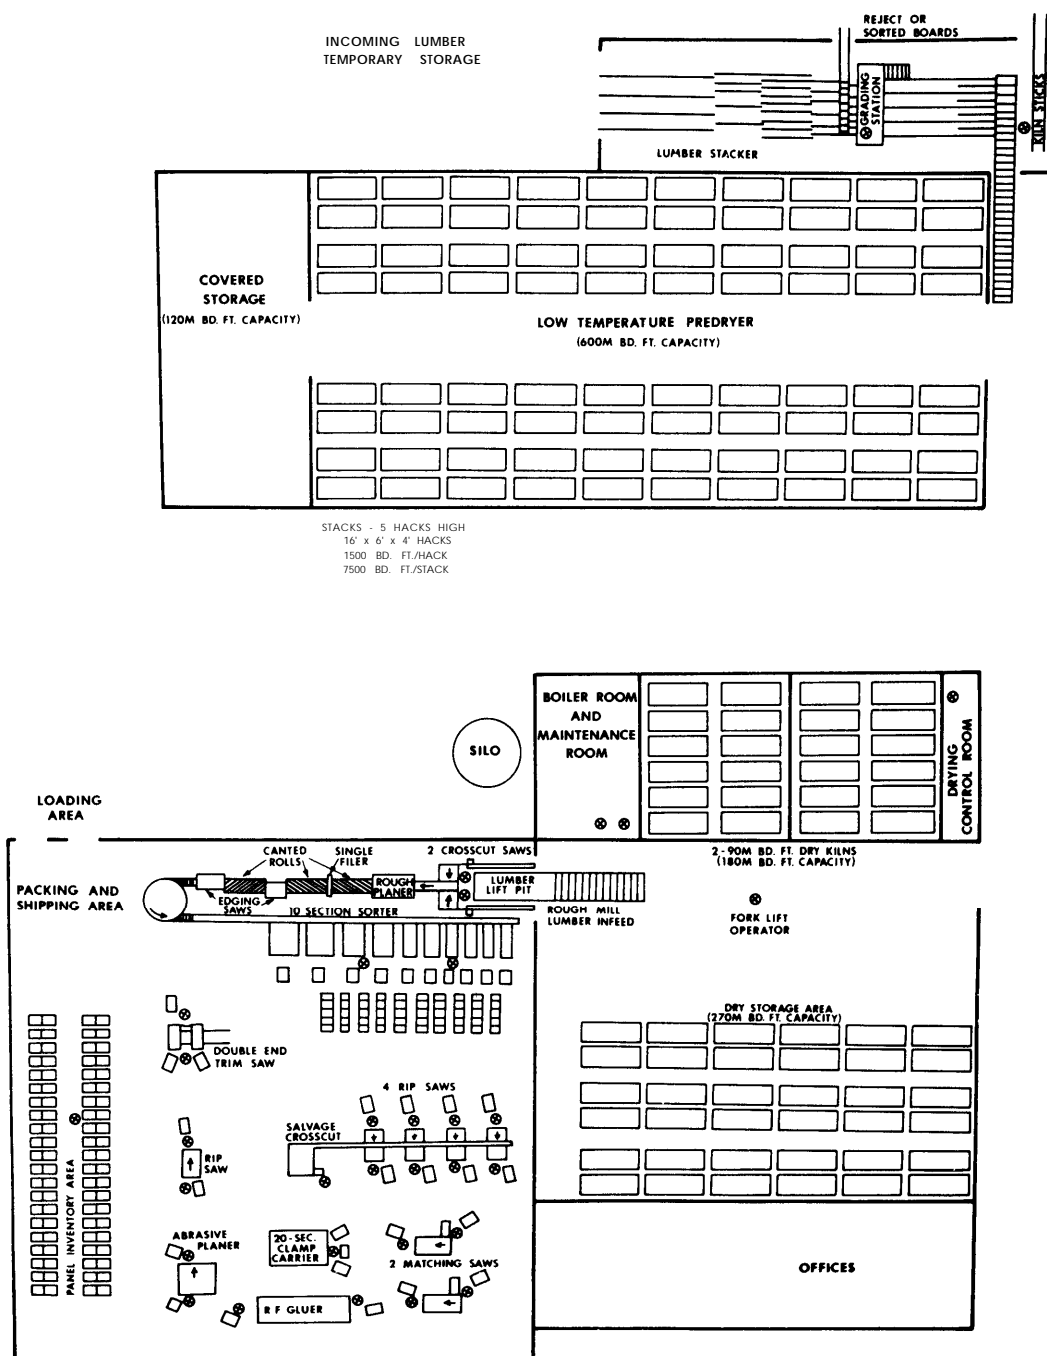 INCOMING LUMBER
TEMPORARY STORAGE
REJECT OR
SORTED BOARDS
GRADING
STATION
KILN STICKS
LUMBER STACKER
COVERED
STORAGE
(120M BD. FT. CAPACITY)
LOW TEMPERATURE PREDRYER
(600M BD. FT. CAPACITY)
STACKS - 5 HACKS HIGH
16' x 6' x 4' HACKS
1500 BD. FT./HACK
7500 BD. FT./STACK
BOILER ROOM
AND
MAINTENANCE
ROOM
SILO
DRYING
CONTROL ROOM
LOADING
AREA
2-90M BD. FT. DRY KILNS
(180M BD. FT. CAPACITY)
CANTED
ROLLS
SINGLE
FILER
2 CROSSCUT SAWS
PACKING AND
SHIPPING AREA
ROUGH
PLANER
LUMBER
LIFT PIT
EDGING
SAWS
10 SECTION SORTER
ROUGH MILL
LUMBER INFEED
FORK LIFT
OPERATOR
DRY STORAGE AREA
(270M BD. FT. CAPACITY)
DOUBLE END
TRIM SAW
4 RIP SAWS
SALVAGE
CROSSCUT
RIP
SAW
PANEL INVENTORY AREA
ABRASIVE
PLANER
20-SEC.
CLAMP
CARRIER
2 MATCHING SAWS
OFFICES
R F GLUER